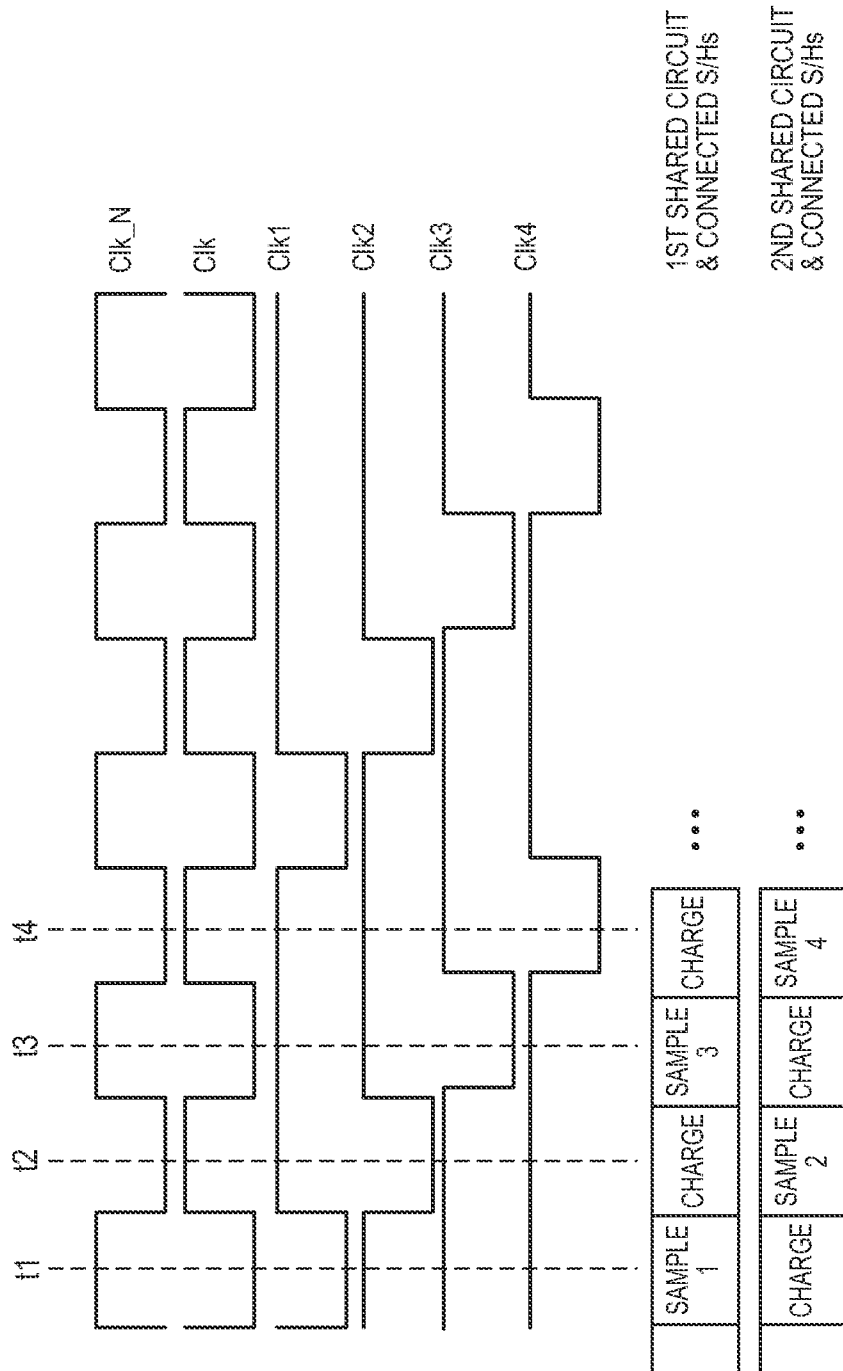 t1
t2
t3
t4
Clk_N
Clk
Clk1
Clk2
Clk3
Clk4
SAMPLE
1
CHARGE
SAMPLE
3
CHARGE
•••
1ST SHARED CIRCUIT
& CONNECTED S/Hs
CHARGE
SAMPLE
2
CHARGE
SAMPLE
4
•••
2ND SHARED CIRCUIT
& CONNECTED S/Hs